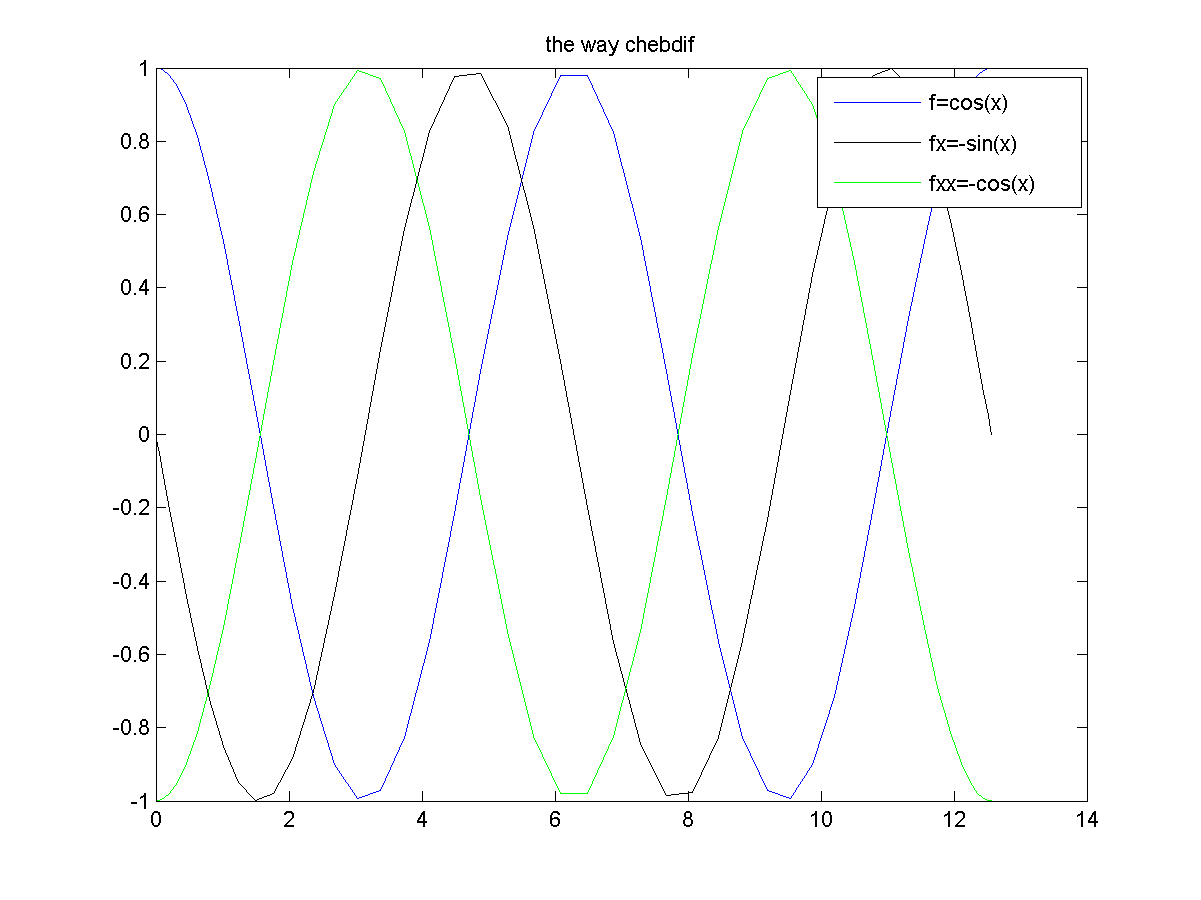 the way chebdif
f=cos(x)
fx=-sin(x)
fxx=-cos(x)
1
0.8
0.6
0.4
0.2
0
-0.2
-0.4
-0.6
-0.8
-1
0 2 4 6 8 10 12 14